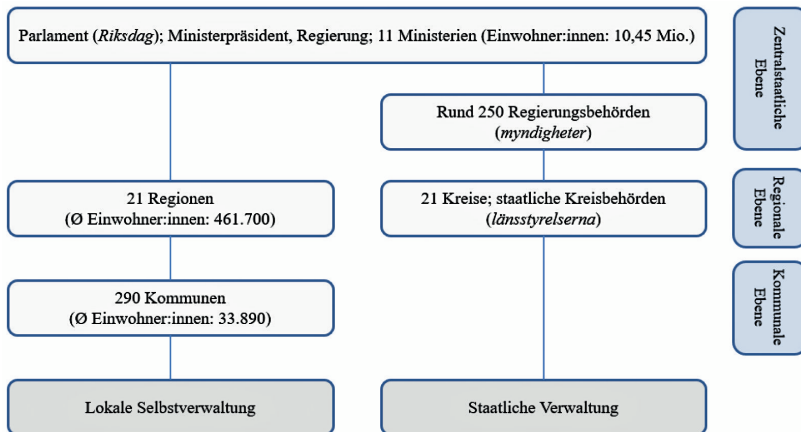 Parlament (Riksdag); Ministerpräsident, Regierung; 11 Ministerien (Einwohner:innen: 10,45 Mio.)
Zentralstaatliche
Ebene
Rund 250 Regierungsbehörden
(myndigheter)
21 Regionen
(Ø Einwohner:innen: 461.700)
21 Kreise; staatliche Kreisbehörden
(länsstyrelserna)
Regionale
Ebene
290 Kommunen
(Ø Einwohner:innen: 33.890)
Kommunale
Ebene
Lokale Selbstverwaltung
Staatliche Verwaltung